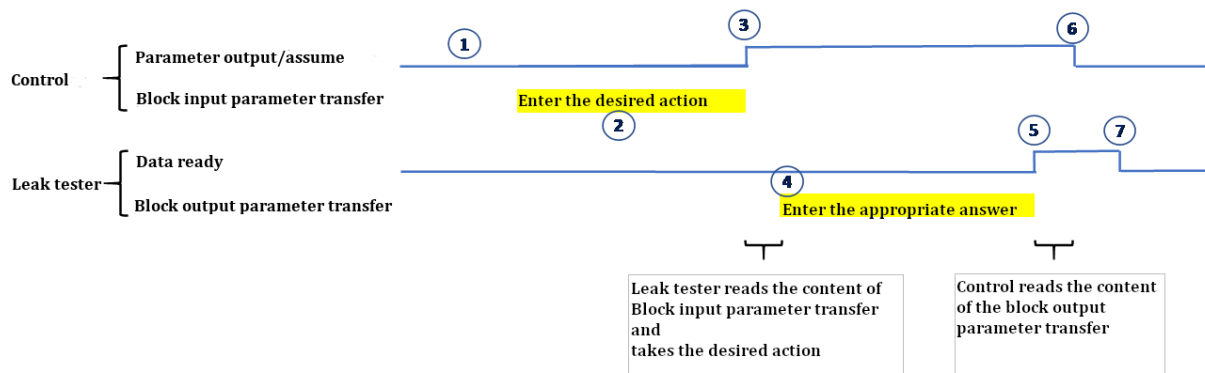 3
6
1
Parameter output/assume
Control
Block input parameter transfer
Enter the desired action
2
5
7
Data ready
4
Leak tester
Block output parameter transfer
Enter the appropriate answer
Leak tester reads the content of
Block input parameter transfer
and
takes the desired action
Control reads the content
of the block output
parameter transfer